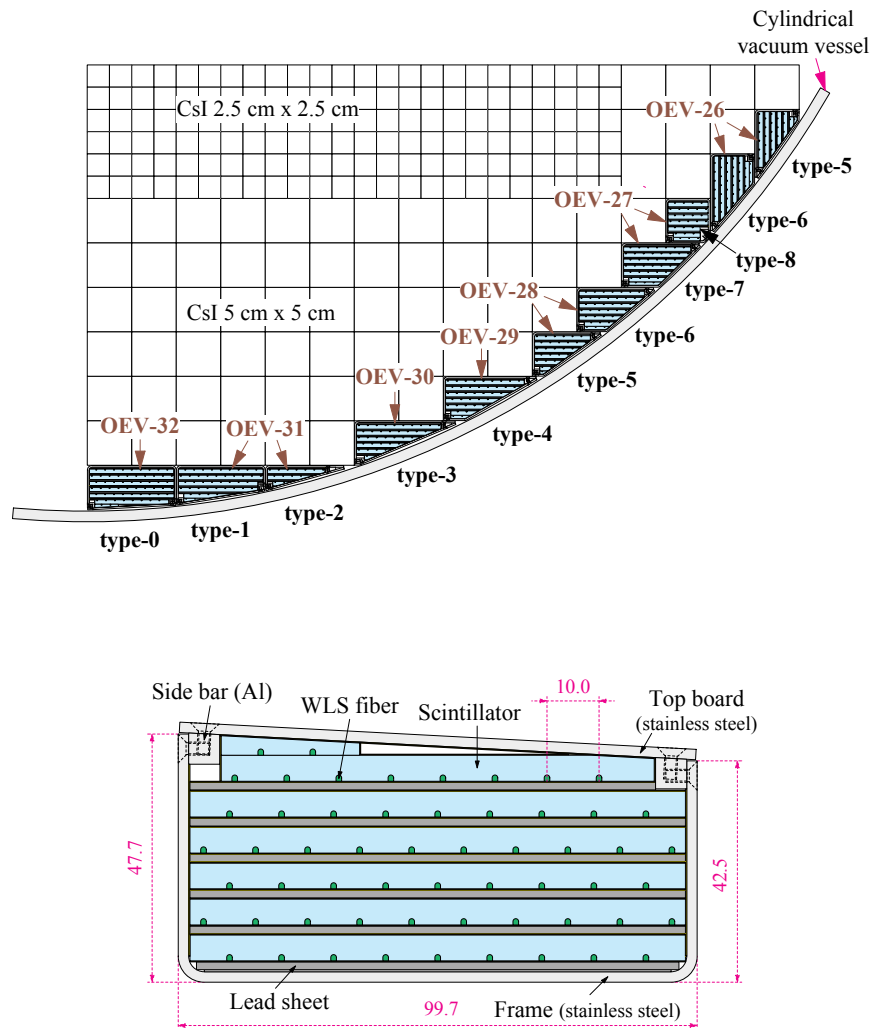 Cylindrical
vacuum vessel
CsI 2.5 cm x 2.5 cm
OEV-26
type-5
OEV-27
type-6
type-8
OEV-28
type-7
CsI 5 cm x 5 cm
OEV-29
type-6
OEV-30
type-5
OEV-32
OEV-31
type-4
type-3
type-2
type-1
type-0
Side bar (Al)
WLS fiber
Scintillator
10.0
Top board
(stainless steel)
47.7
42.5
Lead sheet
99.7
Frame (stainless steel)